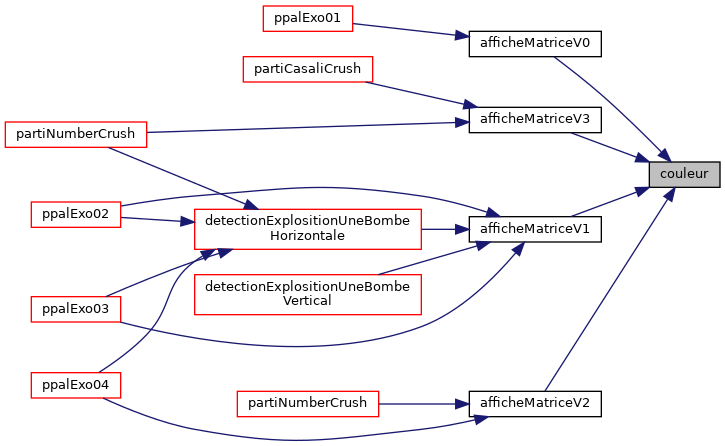 ppalExo01
afficheMatriceV0
partiCasaliCrush
afficheMatriceV3
partiNumberCrush
couleur
ppalExo02
detectionExplositionUneBombe
Horizontale
afficheMatriceV1
detectionExplositionUneBombe
Vertical
ppalExo03
ppalExo04
partiNumberCrush
afficheMatriceV2